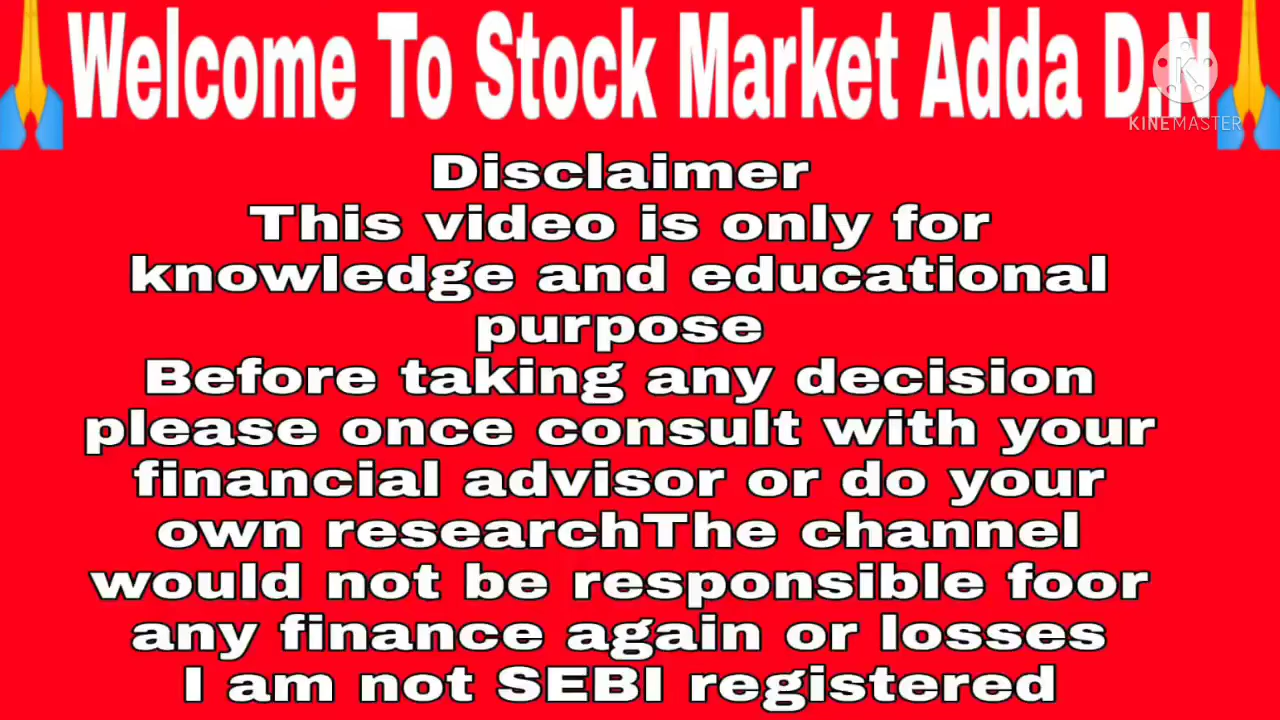 Welcome To Stock Market Adda D.N
KINEMASTER
Disclaimer
This video is only for
knowledge and educational
purpose
Before taking any decision
please once consult with your
financial advisor or do your
own researchThe channel
would not be responsible foor
any finance again or losses
I am not SEBI registered